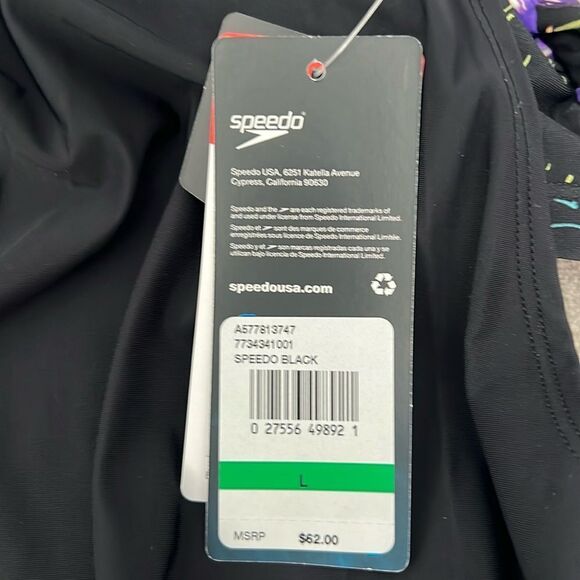 speedo
Speedo USA, 6251 Katella Avenue
Cypress, California 90630
Speedo and the are each registered trademarks of
and used under license from Speedo International Limited.
Speedo et sont des marques de commerce
enregistrées sous licence de Speedo International Limitée.
Speedo y el son marcas registradas cada una y se
utilizan bajo licencia de Speedo International Limited.
speedousa.com
A577813747
7734341001
SPEEDO BLACK
0 27556 49892 1
L
MSRP $62.00